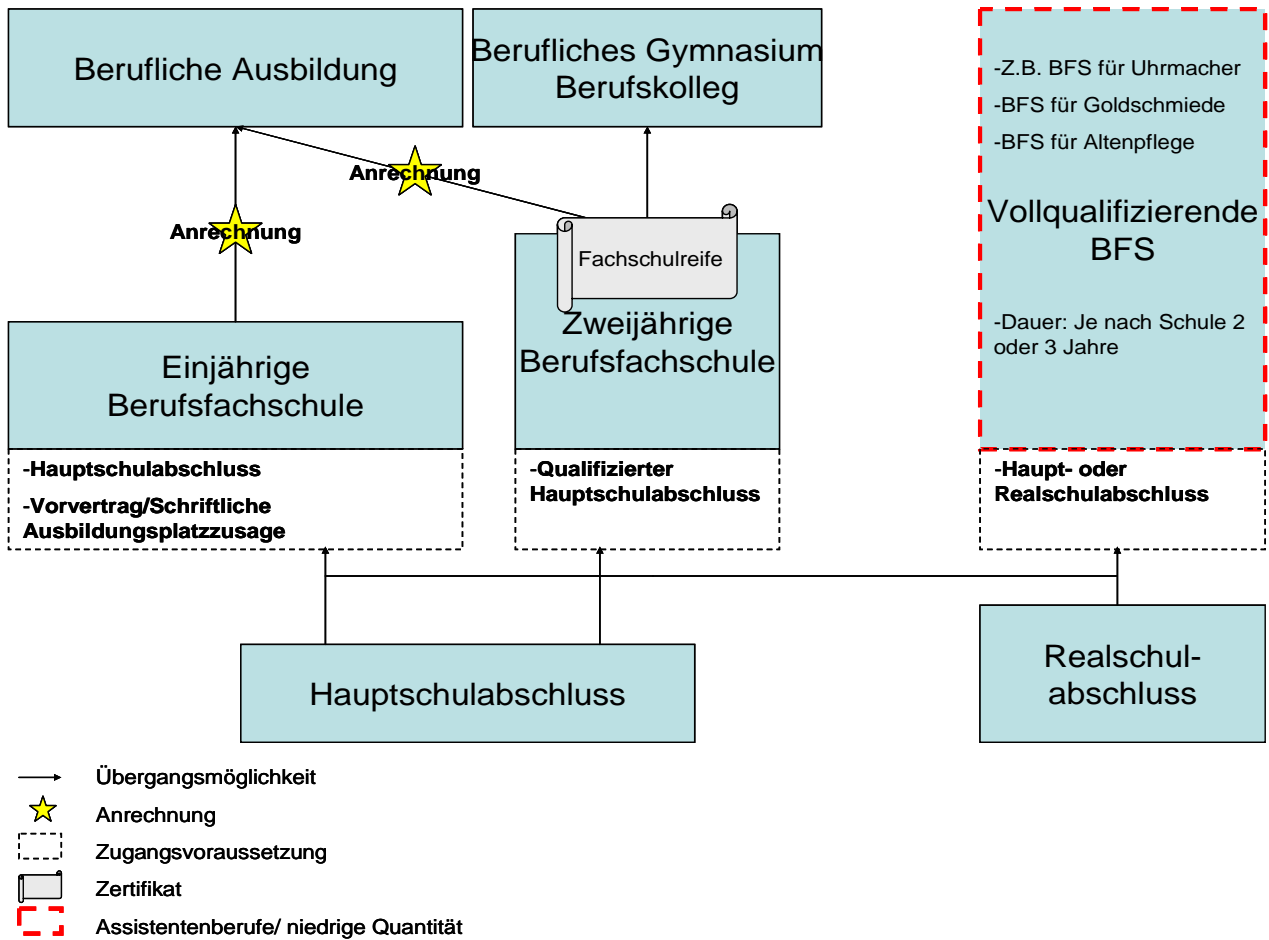 Berufliche Ausbildung
Berufliches Gymnasium
Berufskolleg
-Z.B. BFS für Uhrmacher
-BFS für Goldschmiede
-BFS für Altenpflege
Vollqualifizierende
BFS
-Dauer: Je nach Schule 2
oder 3 Jahre
Anrechnung
Anrechnung
Fachschulreife
Zweijährige
Berufsfachschule
Einjährige
Berufsfachschule
-Hauptschulabschluss
-Vorvertrag/Schriftliche
Ausbildungsplatzzusage
-Qualifizierter
Hauptschulabschluss
-Haupt- oder
Realschulabschluss
Hauptschulabschluss
Realschul-
abschluss
Übergangsmöglichkeit
Anrechnung
Zugangsvoraussetzung
Zertifikat
Assistentenberufe/ niedrige Quantität